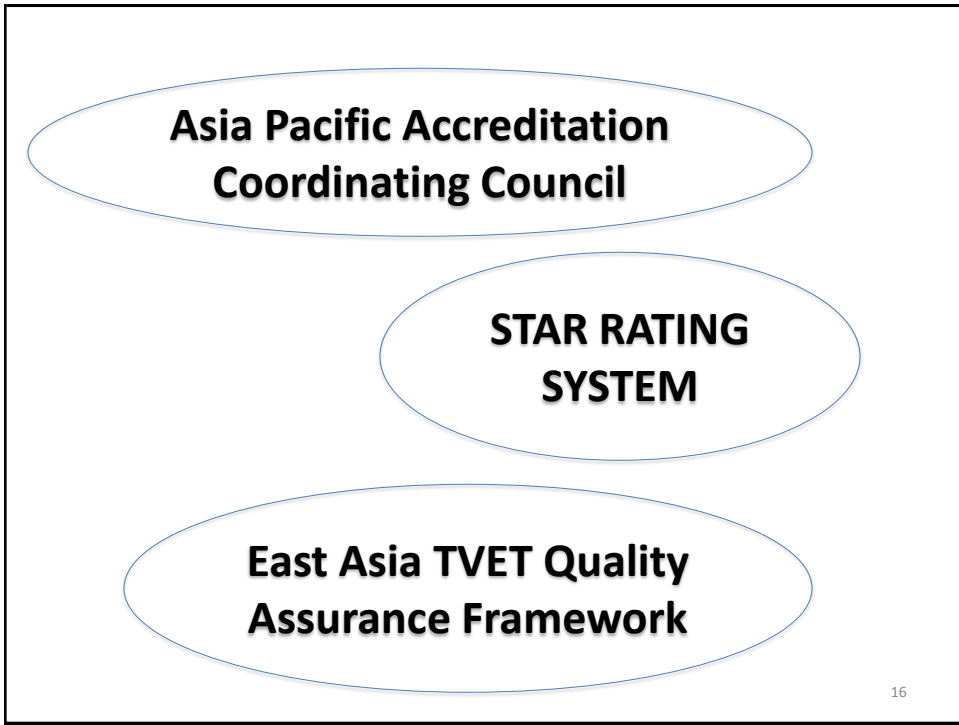 Asia Pacific Accreditation
Coordinating Council
STAR RATING
SYSTEM
East Asia TVET Quality
Assurance Framework
16